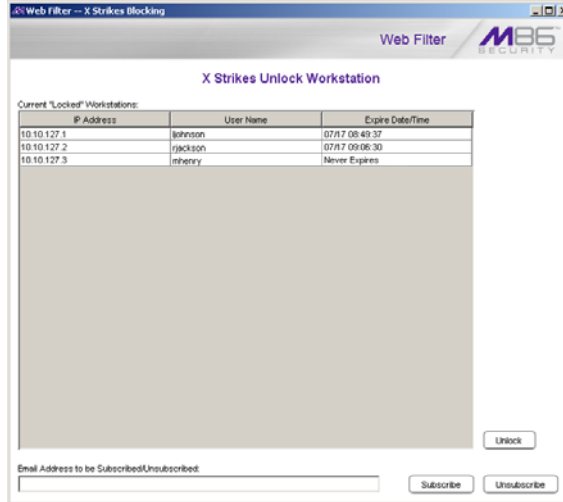 Web Filter -- X Strikes Blocking
Web Filter
M86
SECURITY
X Strikes Unlock Workstation
Current "Locked" Workstations:
IP Address User Name Expire Date/Time
10.10.127.1 ljohnson 07/17 08:49:37
10.10.127.2 rjackson 07/17 09:06:30
10.10.127.3 mhenry Never Expires
Unlock
Email Address to be Subscribed/Unsubscribed:
Subscribe Unsubscribe